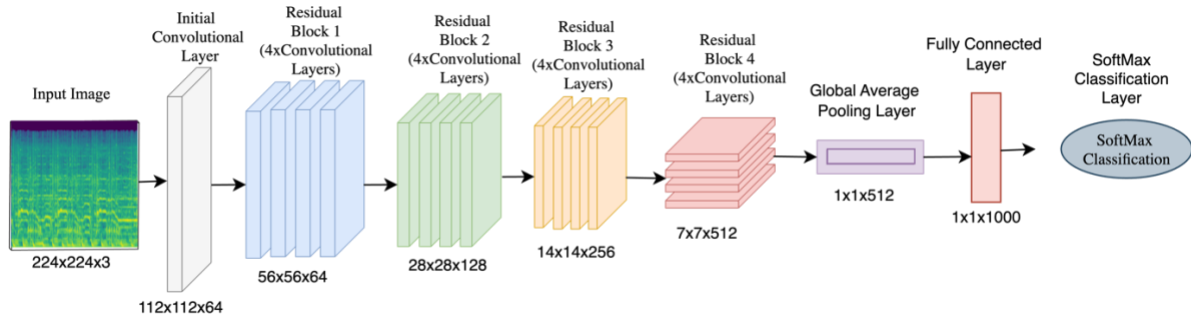 Input Image
224x224x3
Initial
Convolutional
Layer
112x112x64
Residual
Block 1
(4xConvolutional
Layers)
56x56x64
Residual
Block 2
(4xConvolutional
Layers)
28x28x128
Residual
Block 3
(4xConvolutional
Layers)
14x14x256
Residual
Block 4
(4xConvolutional
Layers)
7x7x512
Global Average
Pooling Layer
1x1x512
Fully Connected
Layer
1x1x1000
SoftMax
Classification
Layer
SoftMax
Classification